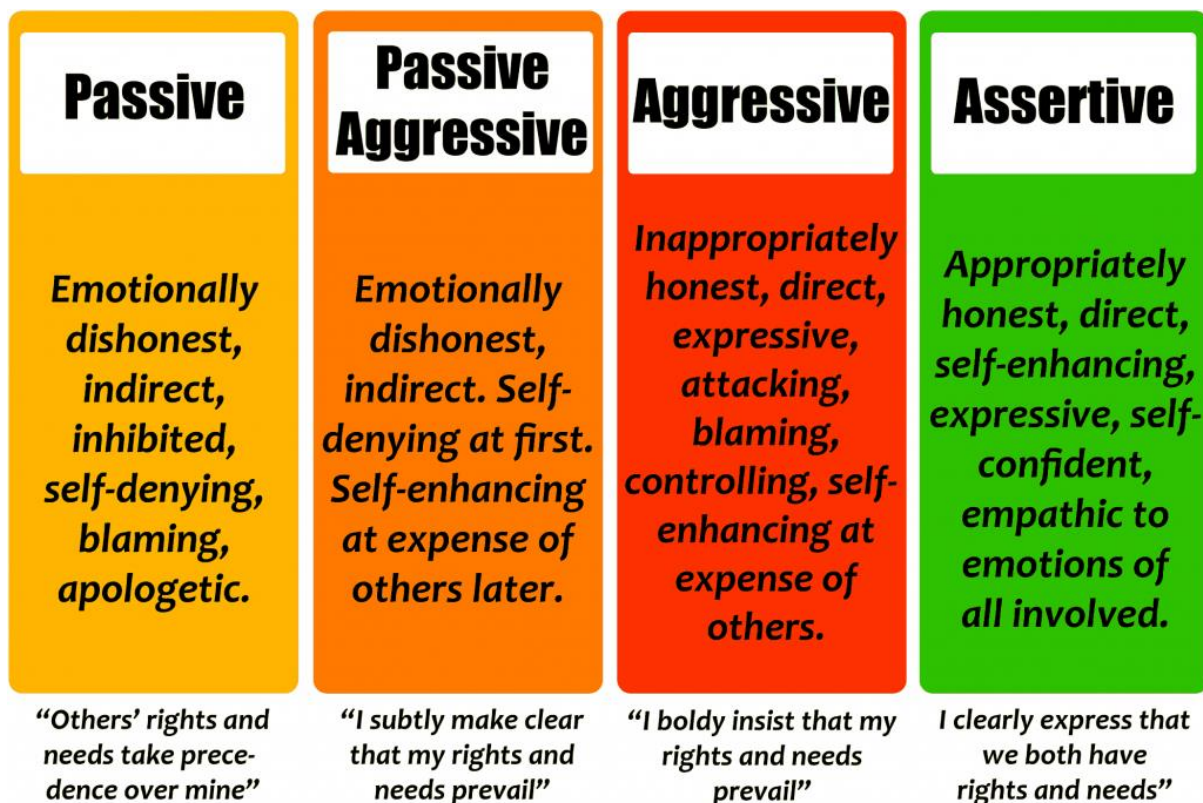 Passive
Emotionally
dishonest,
indirect,
inhibited,
self-denying,
blaming,
apologetic.
“Others’ rights and
needs take prece-
dence over mine”
Passive
Aggressive
Emotionally
dishonest,
indirect. Self-
denying at first.
Self-enhancing
at expense of
others later.
“I subtly make clear
that my rights and
needs prevail”
Aggressive
Inappropriately
honest, direct,
expressive,
attacking,
blaming,
controlling, self-
enhancing at
expense of
others.
“I boldy insist that my
rights and needs
prevail”
Assertive
Appropriately
honest, direct,
self-enhancing,
expressive, self-
confident,
empathic to
emotions of
all involved.
I clearly express that
we both have
rights and needs”